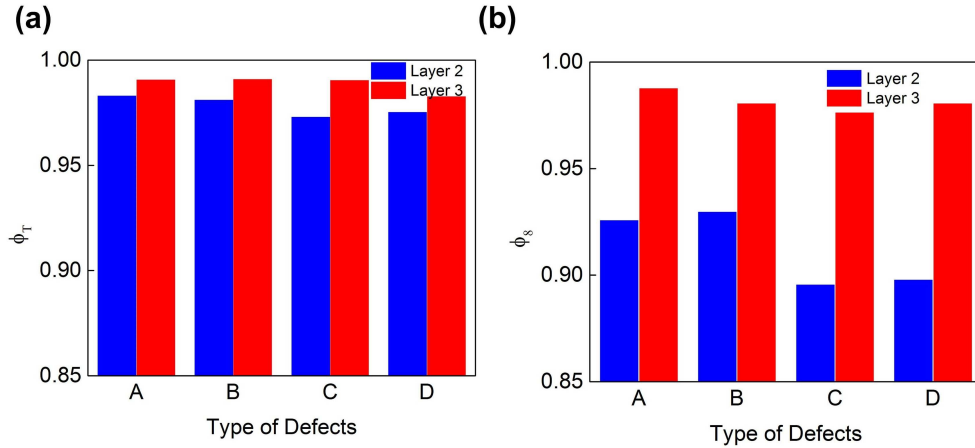 (a)
1.00
0.95
0.90
0.85
ϕT
Layer 2
Layer 3
A B C D
Type of Defects
(b)
1.00
0.95
0.90
0.85
ϕ8
Layer 2
Layer 3
A B C D
Type of Defects